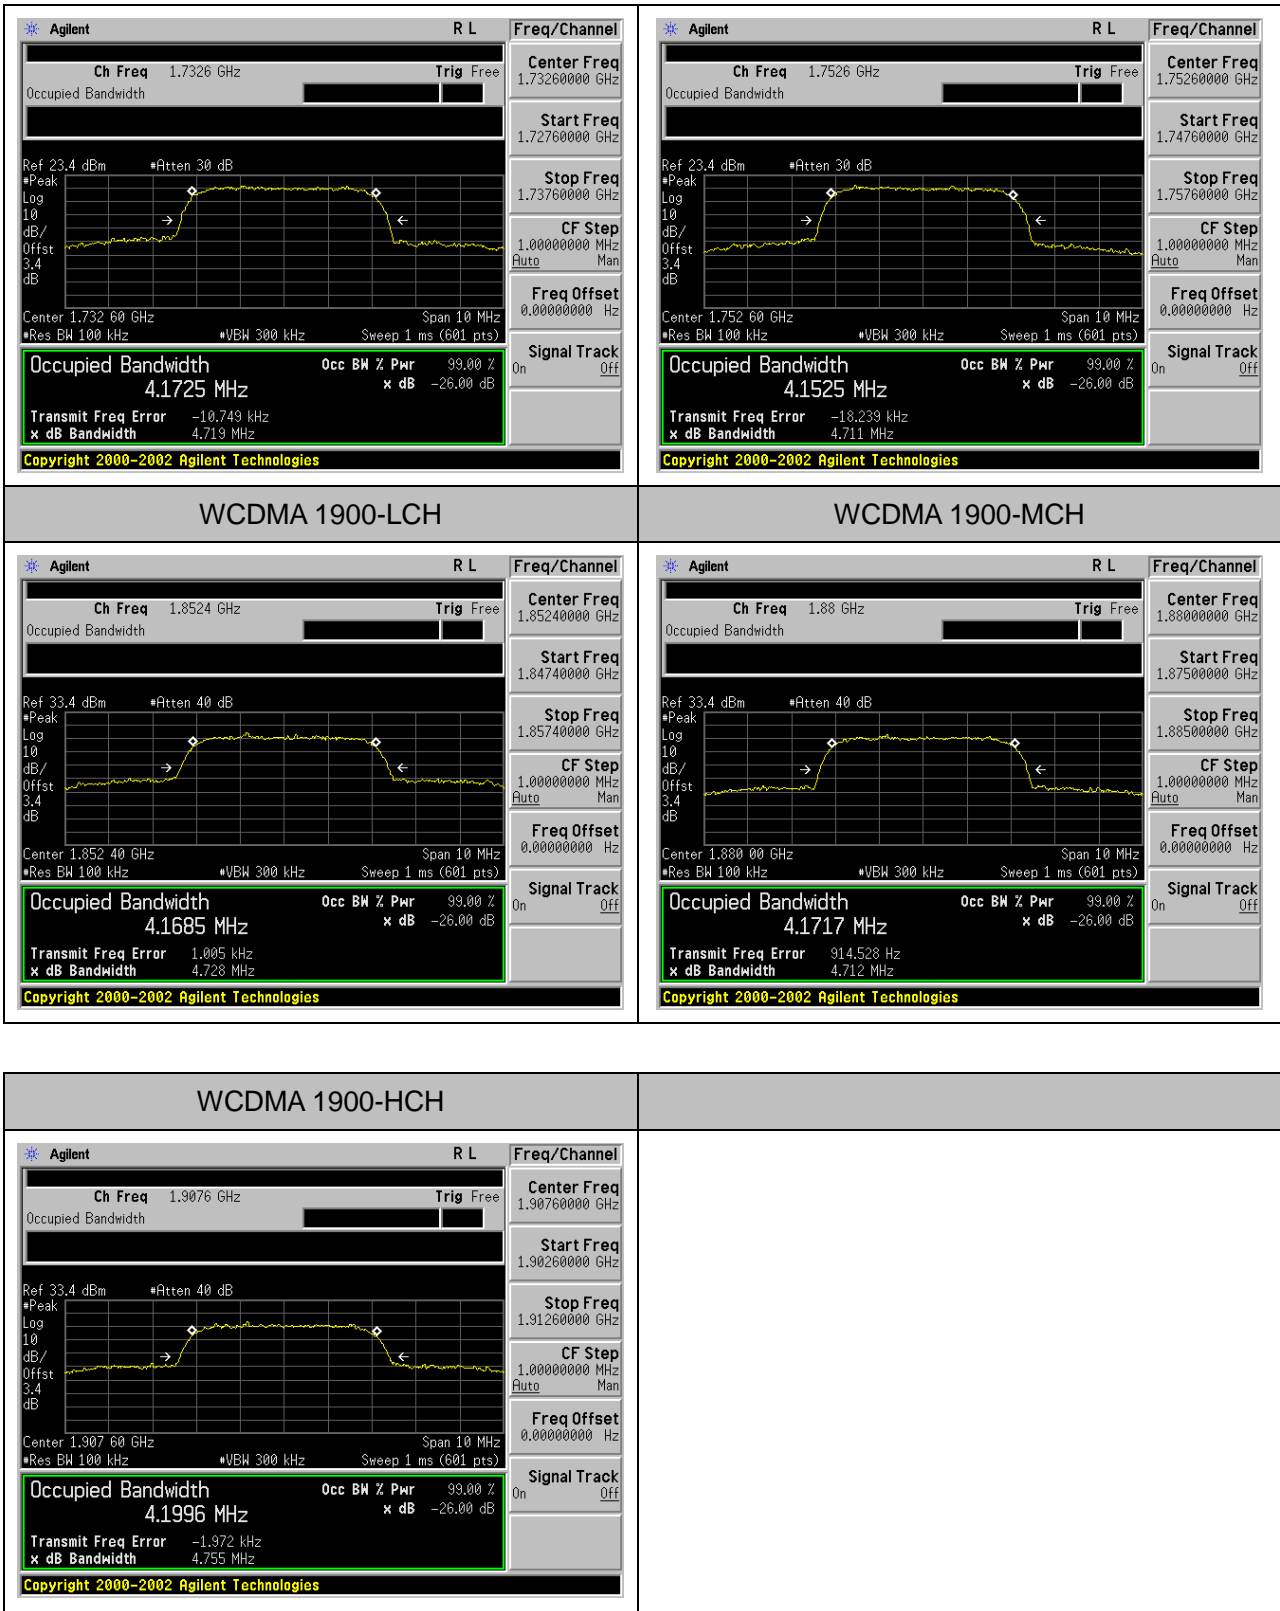 Agilent R L Freq/Channel
Ch Freq 1.7326 GHz Trig Free
Occupied Bandwidth
Center Freq
1.73260000 GHz
Start Freq
1.72760000 GHz
Stop Freq
1.73760000 GHz
CF Step
1.00000000 MHz
Auto Man
Freq Offset
0.00000000 Hz
Signal Track
On Off
Ref 23.4 dBm #Atten 30 dB
#Peak
Log
10
dB/
Offst
3.4
dB
Center 1.732 60 GHz Span 10 MHz
#Res BW 100 kHz #VBW 300 kHz Sweep 1 ms (601 pts)
Occupied Bandwidth Occ BW % Pwr 99.00 %
4.1725 MHz x dB -26.00 dB
Transmit Freq Error -10.749 kHz
x dB Bandwidth 4.719 MHz
Copyright 2000-2002 Agilent Technologies
Agilent R L Freq/Channel
Ch Freq 1.7526 GHz Trig Free
Occupied Bandwidth
Center Freq
1.75260000 GHz
Start Freq
1.74760000 GHz
Stop Freq
1.75760000 GHz
CF Step
1.00000000 MHz
Auto Man
Freq Offset
0.00000000 Hz
Signal Track
On Off
Ref 23.4 dBm #Atten 30 dB
#Peak
Log
10
dB/
Offst
3.4
dB
Center 1.752 60 GHz Span 10 MHz
#Res BW 100 kHz #VBW 300 kHz Sweep 1 ms (601 pts)
Occupied Bandwidth Occ BW % Pwr 99.00 %
4.1525 MHz x dB -26.00 dB
Transmit Freq Error -18.239 kHz
x dB Bandwidth 4.711 MHz
Copyright 2000-2002 Agilent Technologies
WCDMA 1900-LCH
WCDMA 1900-MCH
Agilent R L Freq/Channel
Ch Freq 1.8524 GHz Trig Free
Occupied Bandwidth
Center Freq
1.85240000 GHz
Start Freq
1.84740000 GHz
Stop Freq
1.85740000 GHz
CF Step
1.00000000 MHz
Auto Man
Freq Offset
0.00000000 Hz
Signal Track
On Off
Ref 33.4 dBm #Atten 40 dB
#Peak
Log
10
dB/
Offst
3.4
dB
Center 1.852 40 GHz Span 10 MHz
#Res BW 100 kHz #VBW 300 kHz Sweep 1 ms (601 pts)
Occupied Bandwidth Occ BW % Pwr 99.00 %
4.1685 MHz x dB -26.00 dB
Transmit Freq Error 1.005 kHz
x dB Bandwidth 4.728 MHz
Copyright 2000-2002 Agilent Technologies
Agilent R L Freq/Channel
Ch Freq 1.88 GHz Trig Free
Occupied Bandwidth
Center Freq
1.88000000 GHz
Start Freq
1.87500000 GHz
Stop Freq
1.88500000 GHz
CF Step
1.00000000 MHz
Auto Man
Freq Offset
0.00000000 Hz
Signal Track
On Off
Ref 33.4 dBm #Atten 40 dB
#Peak
Log
10
dB/
Offst
3.4
dB
Center 1.880 00 GHz Span 10 MHz
#Res BW 100 kHz #VBW 300 kHz Sweep 1 ms (601 pts)
Occupied Bandwidth Occ BW % Pwr 99.00 %
4.1717 MHz x dB -26.00 dB
Transmit Freq Error 914.528 Hz
x dB Bandwidth 4.712 MHz
Copyright 2000-2002 Agilent Technologies
WCDMA 1900-HCH
Agilent R L Freq/Channel
Ch Freq 1.9076 GHz Trig Free
Occupied Bandwidth
Center Freq
1.90760000 GHz
Start Freq
1.90260000 GHz
Stop Freq
1.91260000 GHz
CF Step
1.00000000 MHz
Auto Man
Freq Offset
0.00000000 Hz
Signal Track
On Off
Ref 33.4 dBm #Atten 40 dB
#Peak
Log
10
dB/
Offst
3.4
dB
Center 1.907 60 GHz Span 10 MHz
#Res BW 100 kHz #VBW 300 kHz Sweep 1 ms (601 pts)
Occupied Bandwidth Occ BW % Pwr 99.00 %
4.1996 MHz x dB -26.00 dB
Transmit Freq Error -1.972 kHz
x dB Bandwidth 4.755 MHz
Copyright 2000-2002 Agilent Technologies